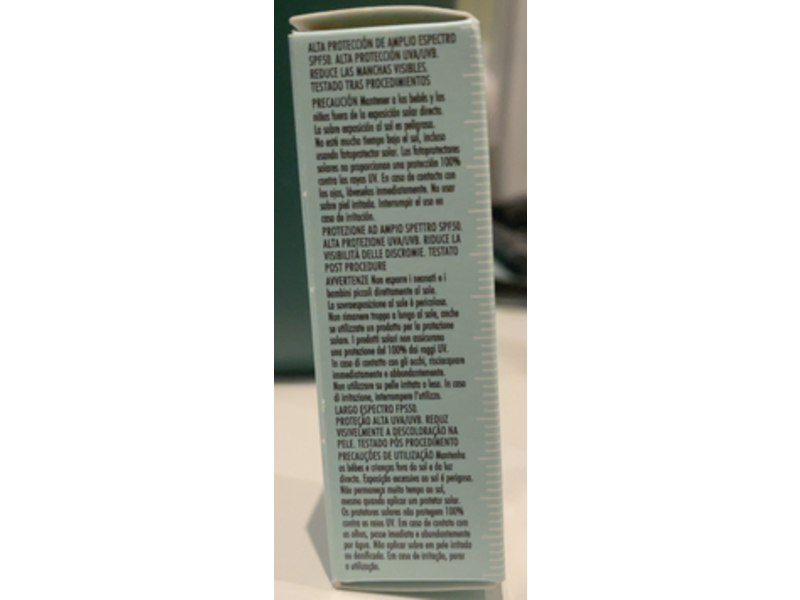 ALTA PROTECCIÓN DE AMPLIO ESPECTRO
SPF50. ALTA PROTECCIÓN UVA/UVB.
REDUCE LAS MANCHAS VISIBLES.
TESTADO TRAS PROCEDIMIENTOS
PRECAUCIÓN Mantener a los bebés y los
niños fuera de la exposición solar directa.
La sobre exposición al sol es peligrosa.
No esté mucho tiempo bajo el sol, incluso
usando fotoprotector solar. Los fotoprotectores
solares no proporcionan una protección 100%
contra los rayos UV. En caso de contacto con
los ojos, láveselos inmediatamente. No usar
sobre piel irritada. Interrumpir el uso en
caso de irritación.
PROTEZIONE AD AMPIO SPETTRO SPF50.
ALTA PROTEZIONE UVA/UVB. RIDUCE LA
VISIBILITÀ DELLE DISCROMIE. TESTATO
POST PROCEDURE
AVVERTENZE Non esporre i neonati e i
bambini piccoli direttamente al sole.
La sovraesposizione al sole è pericolosa.
Non rimanere troppo a lungo al sole, anche
se utilizzate un prodotto per la protezione
solare. I prodotti solari non assicurano
una protezione del 100% dai raggi UV.
In caso di contatto con gli occhi, risciacquare
immediatamente e abbondantemente.
Non utilizzare su pelle irritata o lesa. In caso
di irritazione, interrompere l'utilizzo.
LARGO ESPECTRO FPS50.
PROTEÇÃO ALTA UVA/UVB. REDUZ
VISIVELMENTE A DESCOLORAÇÃO NA
PELE. TESTADO PÓS PROCEDIMENTO
PRECAUÇÕES DE UTILIZAÇÃO Mantenha
os bébes e crianças fora do sol e da luz
directa. Exposição excessiva ao sol é perigosa.
Não permaneça muito tempo ao sol,
mesmo quando aplicar um protetor solar.
Os protetores solares não protegem 100%
contra os raios UV. Em caso de contato com
os olhos, passe imediata e abundantemente
por água. Não aplicar sobre em pele irritada
ou danificada. Em caso de irritação, parar
a utilização.